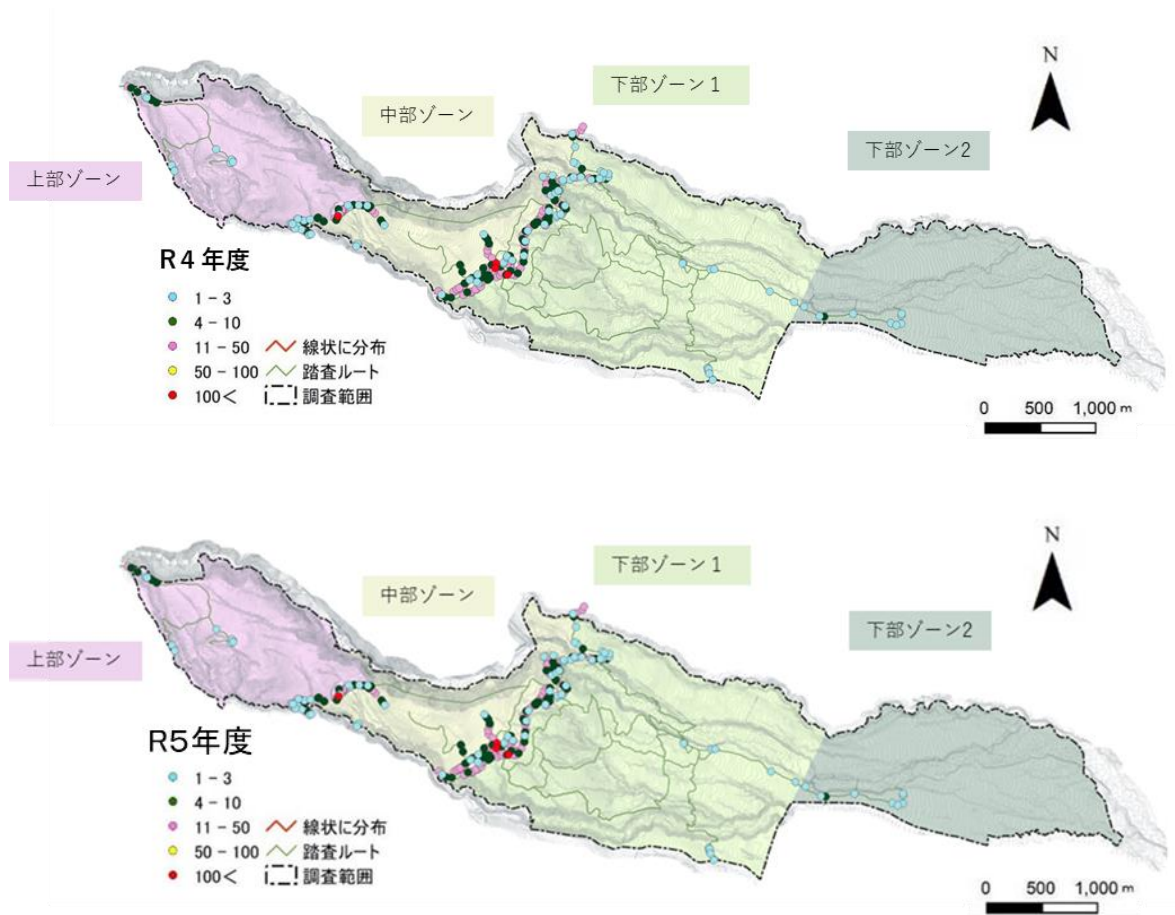 N
下部ゾーン１
中部ゾーン
下部ゾーン2
上部ゾーン
R４年度
1 - 3
4 - 10
11 - 50 線状に分布
50 - 100 踏査ルート
100< 調査範囲
0 500 1,000 m
N
下部ゾーン１
中部ゾーン
下部ゾーン2
上部ゾーン
R5年度
1 - 3
4 - 10
11 - 50 線状に分布
50 - 100 踏査ルート
100< 調査範囲
0 500 1,000 m